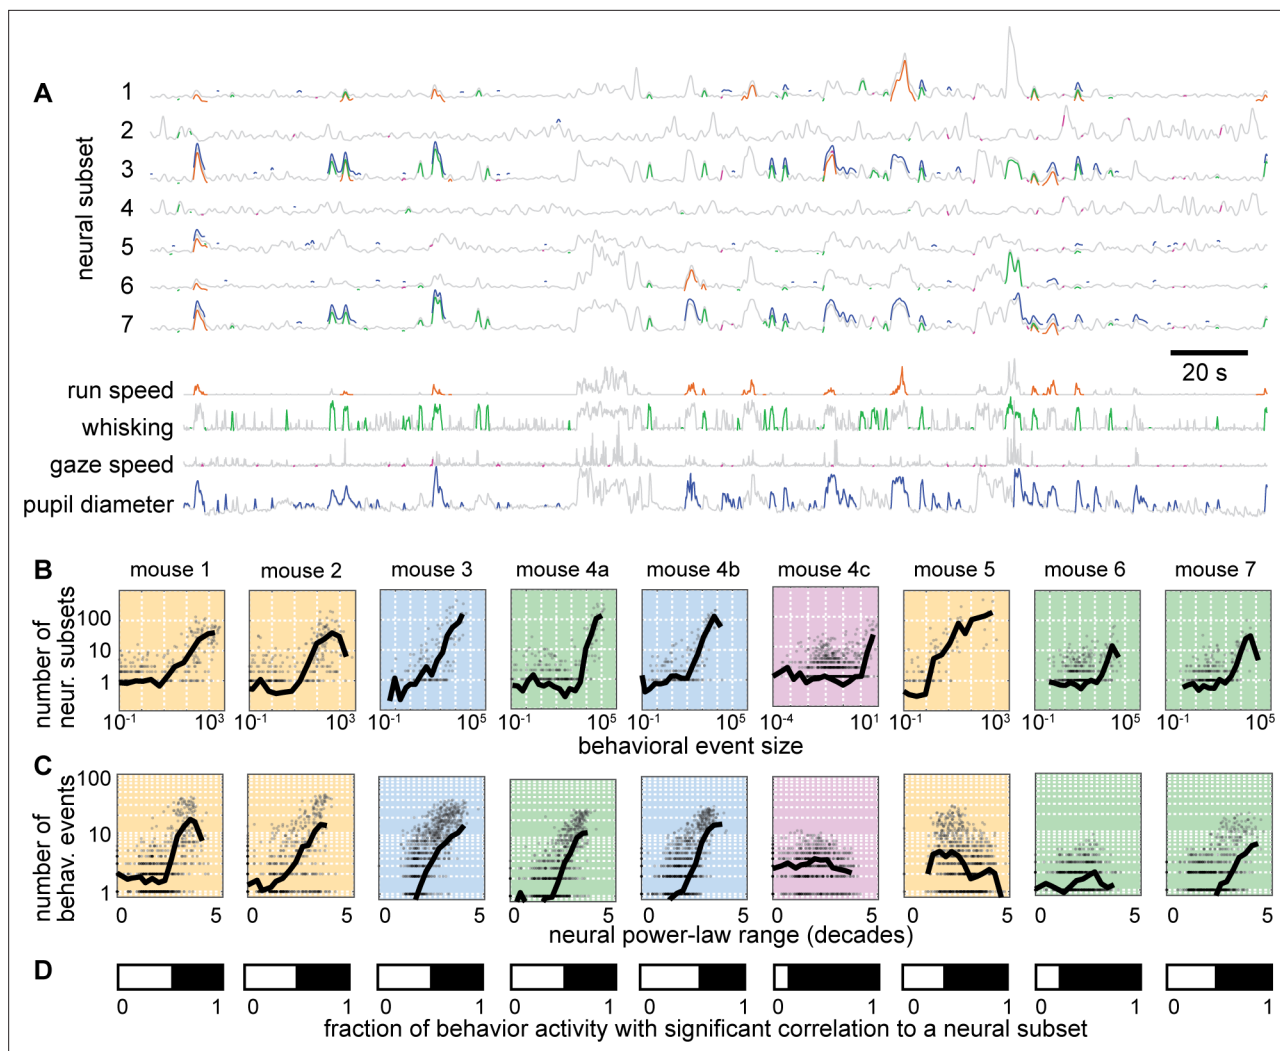 A
neural subset
1
2
3
4
5
6
7
20 s
run speed
whisking
gaze speed
pupil diameter
B
mouse 1 mouse 2 mouse 3 mouse 4a mouse 4b mouse 4c mouse 5 mouse 6 mouse 7
number of
neur. subsets
100
10
1
10-1 103 10-1 103 10-1 105 10-1 105 10-1 105 10-4 101 10-1 103 10-1 105 10-1 105
behavioral event size
C
number of
behav. events
100
10
1
0 5 0 5 0 5 0 5 0 5 0 5 0 5 0 5 0 5
neural power-law range (decades)
D
0 1 0 1 0 1 0 1 0 1 0 1 0 1 0 1 0 1
fraction of behavior activity with significant correlation to a neural subset